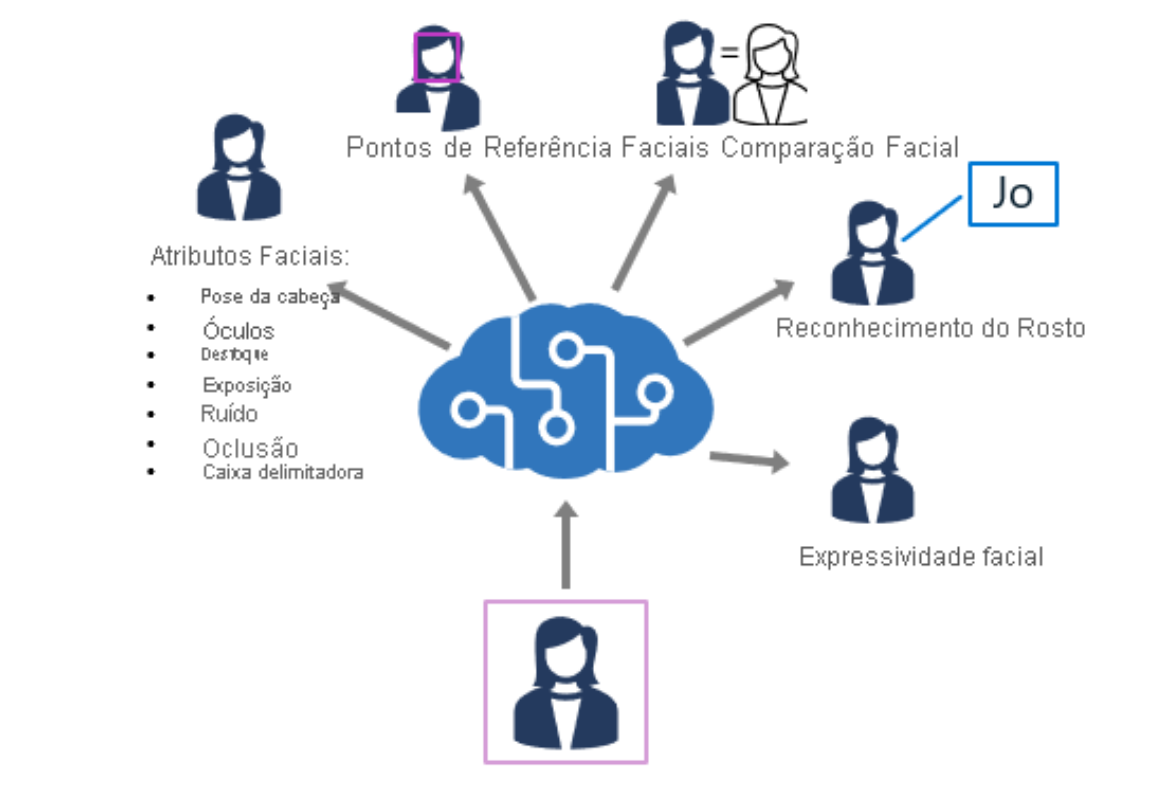 =
Pontos de Referência Faciais Comparação Facial
Jo
Atributos Faciais:
• Pose da cabeça
• Óculos
• Desfoque
• Exposição
• Ruído
• Oclusão
• Caixa delimitadora
Reconhecimento do Rosto
Expressividade facial